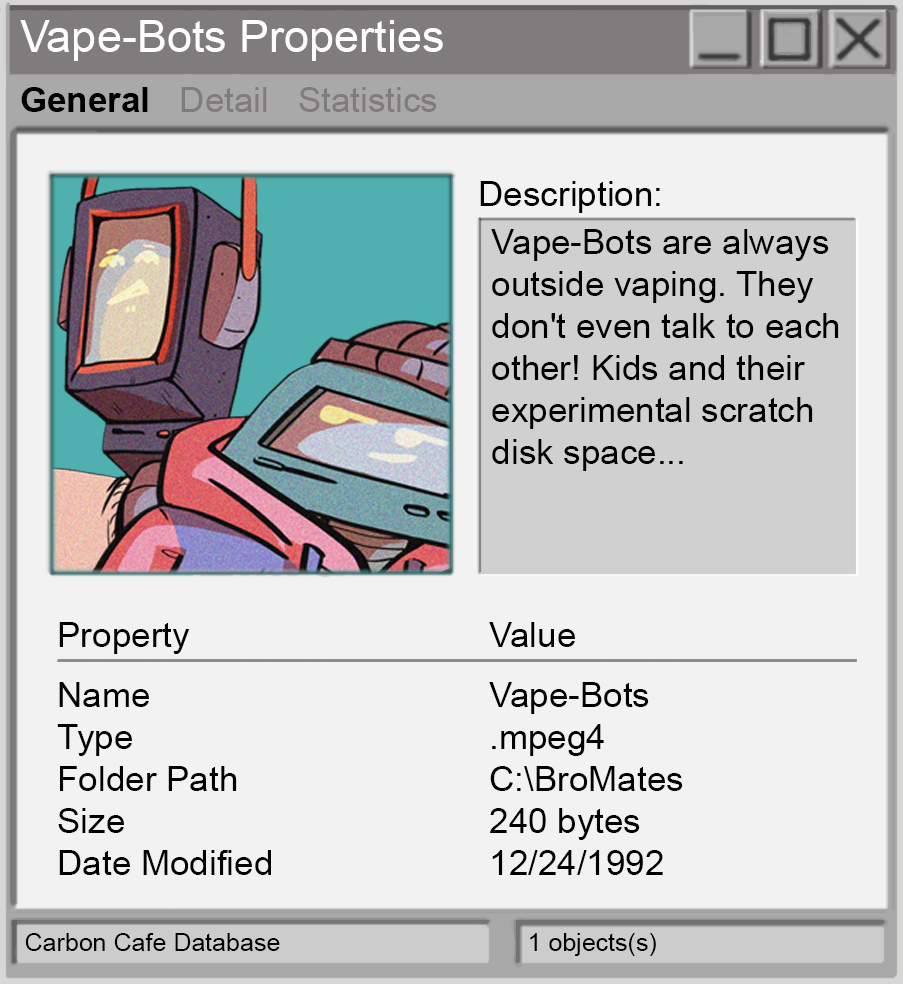 Vape-Bots Properties
General Detail Statistics
Description:
Vape-Bots are always
outside vaping. They
don't even talk to each
other! Kids and their
experimental scratch
disk space...
Property Value
Name Vape-Bots
Type .mpeg4
Folder Path C:\BroMates
Size 240 bytes
Date Modified 12/24/1992
Carbon Cafe Database 1 objects(s)